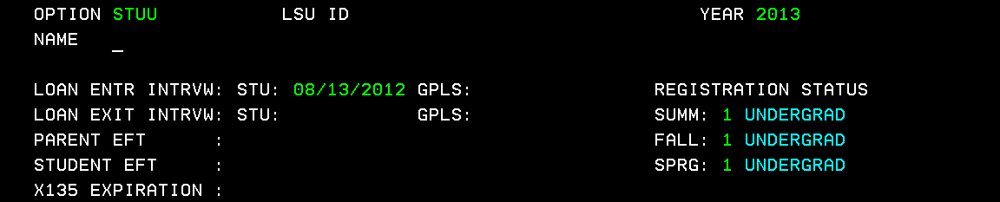 OPTION STUU LSU ID YEAR 2013
NAME _
LOAN ENTR INTRVW: STU: 08/13/2012 GPLS: REGISTRATION STATUS
LOAN EXIT INTRVW: STU: GPLS: SUMM: 1 UNDERGRAD
PARENT EFT : FALL: 1 UNDERGRAD
STUDENT EFT : SPRG: 1 UNDERGRAD
X135 EXPIRATION :